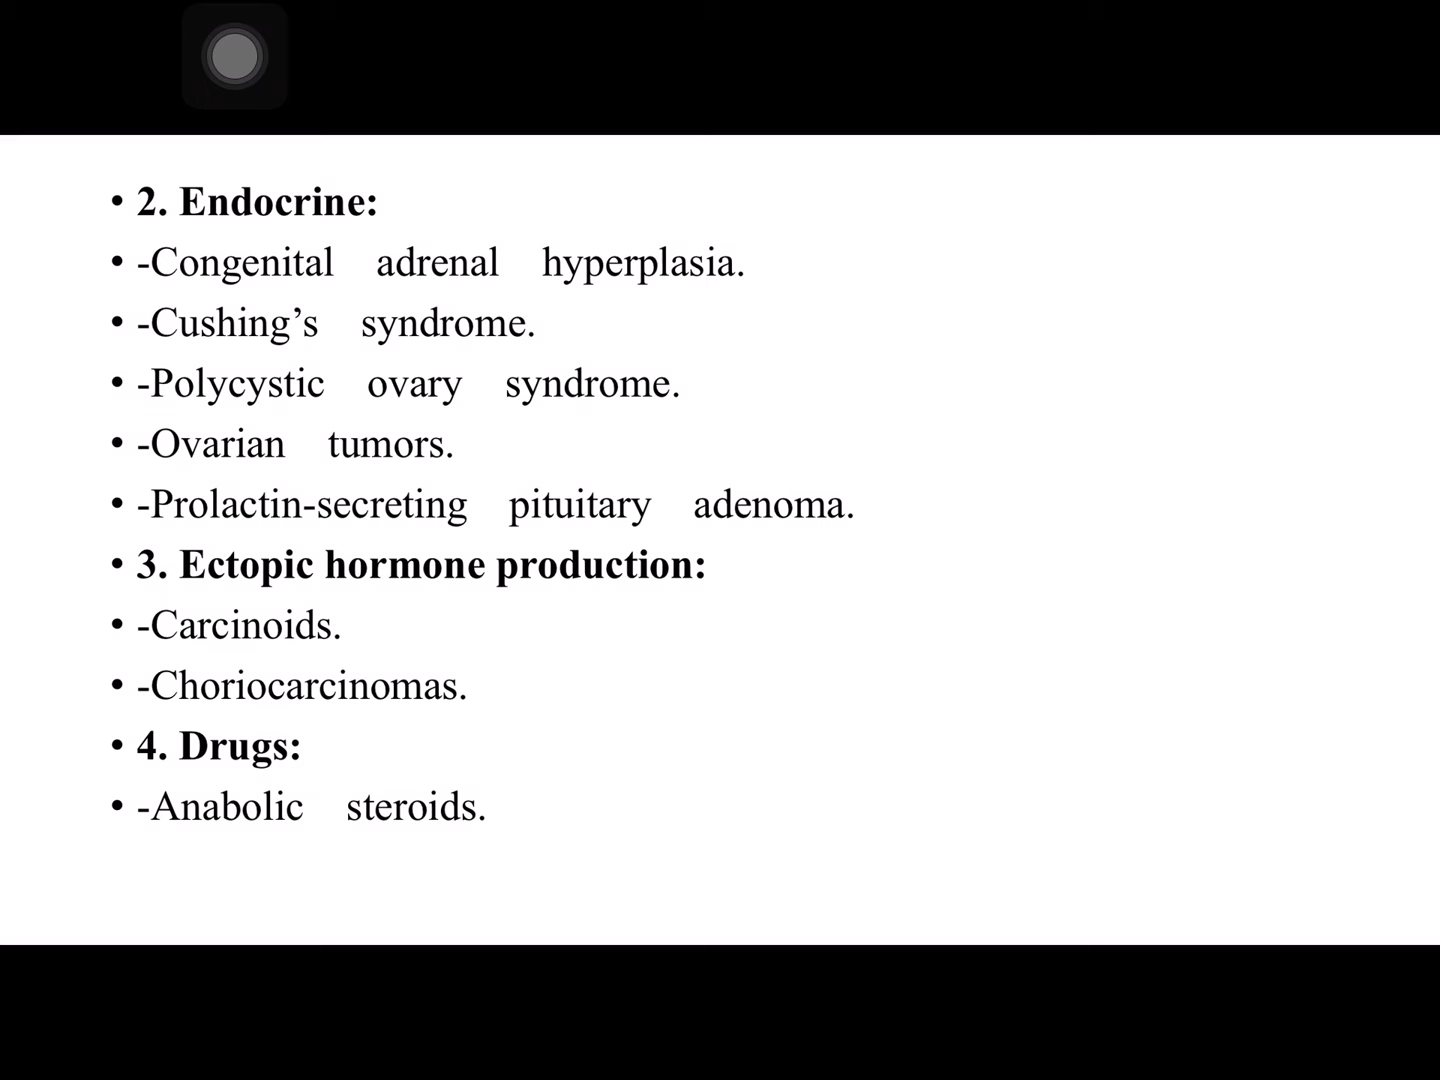 • 2. Endocrine:
• -Congenital adrenal hyperplasia.
• -Cushing’s syndrome.
• -Polycystic ovary syndrome.
• -Ovarian tumors.
• -Prolactin-secreting pituitary adenoma.
• 3. Ectopic hormone production:
• -Carcinoids.
• -Choriocarcinomas.
• 4. Drugs:
• -Anabolic steroids.